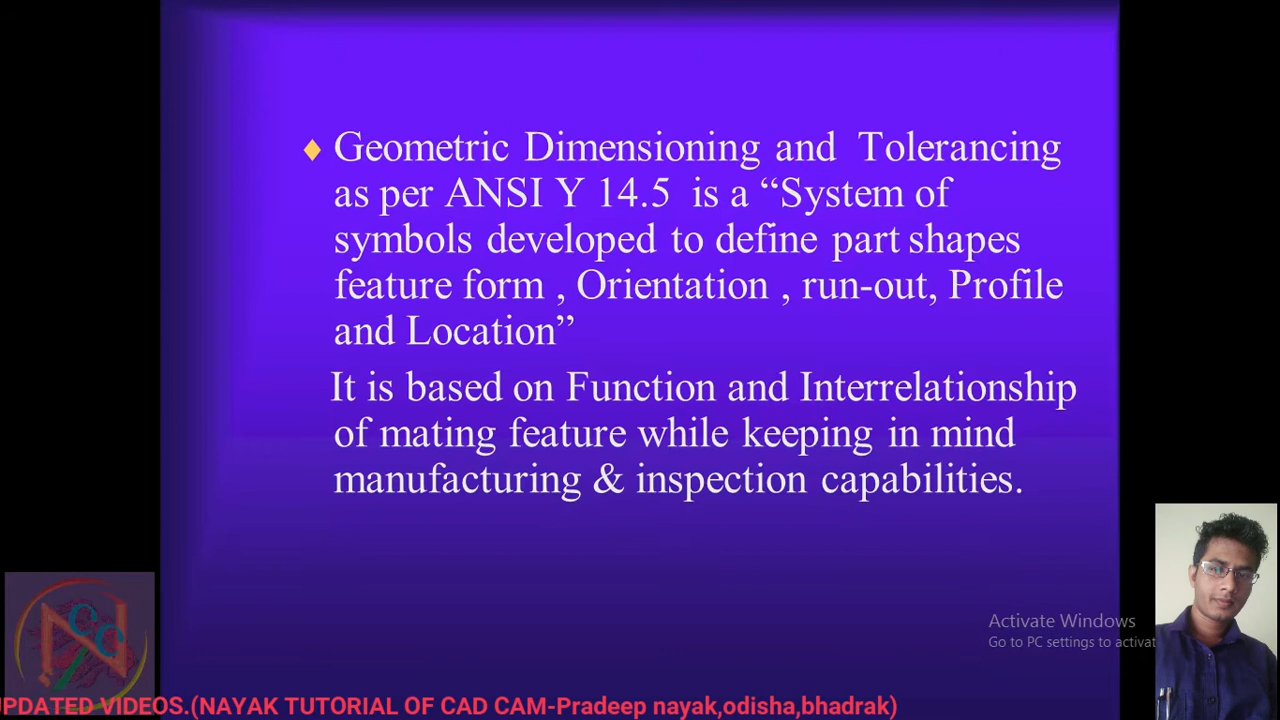 Geometric Dimensioning and Tolerancing
as per ANSI Y 14.5 is a “System of
symbols developed to define part shapes
feature form , Orientation , run-out, Profile
and Location”
It is based on Function and Interrelationship
of mating feature while keeping in mind
manufacturing & inspection capabilities.
Activate Windows
Go to PC settings to activat
UPDATED VIDEOS.(NAYAK TUTORIAL OF CAD CAM-Pradeep nayak,odisha,bhadrak)